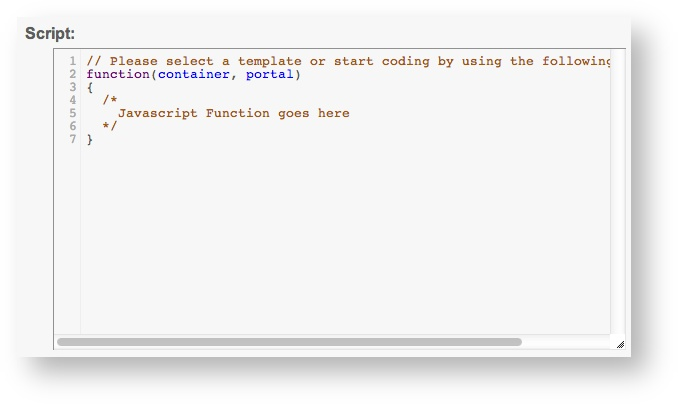 Script:
1 // Please select a template or start coding by using the following
2 function(container, portal)
3 {
4   /*
5     Javascript Function goes here
6   */
7 }